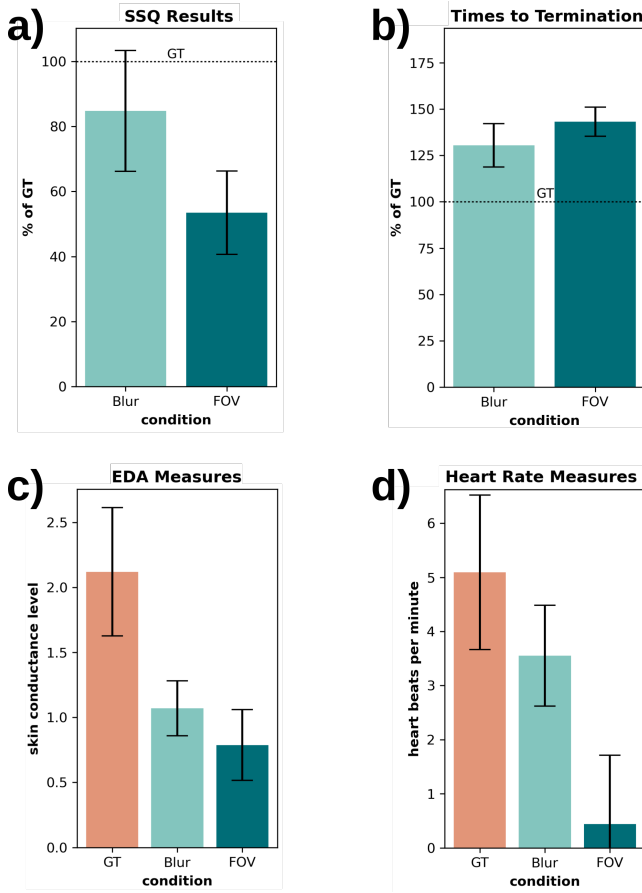 a)
SSQ Results
100
80
60
40
20
0
% of GT
GT
Blur
FOV
condition
b)
Times to Termination
175
150
125
100
75
50
25
0
% of GT
GT
Blur
FOV
condition
c)
EDA Measures
2.5
2.0
1.5
1.0
0.5
0.0
skin conductance level
GT
Blur
FOV
condition
d)
Heart Rate Measures
6
5
4
3
2
1
0
heart beats per minute
GT
Blur
FOV
condition